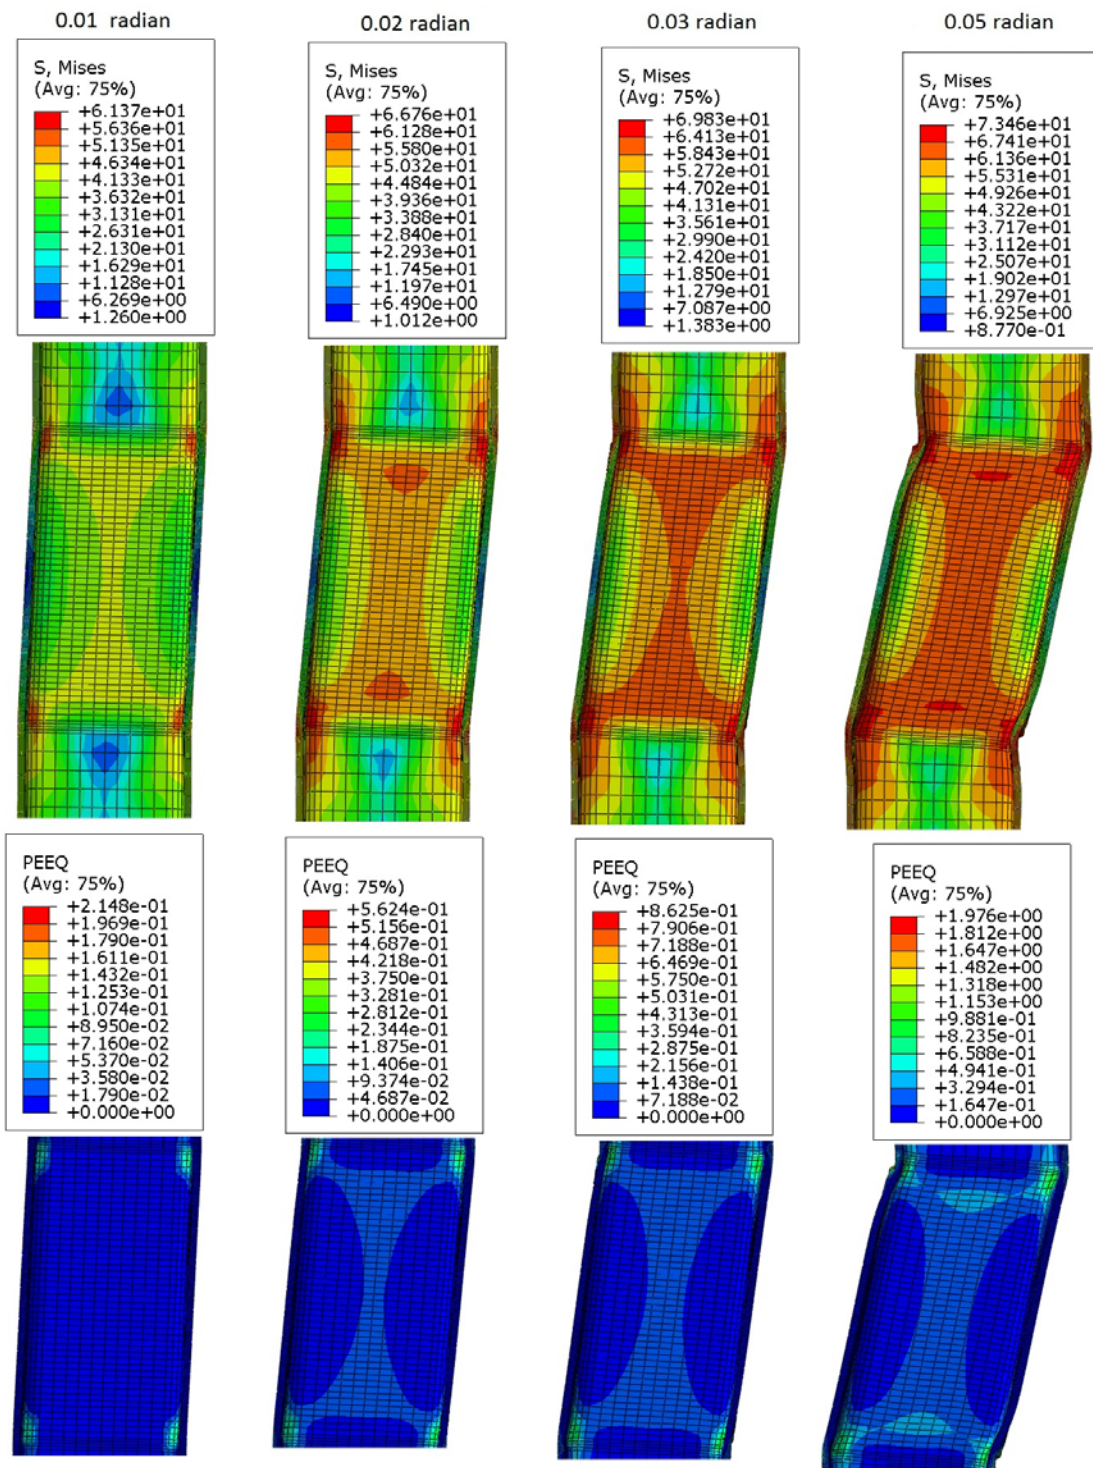 0.01 radian
0.02 radian
0.03 radian
0.05 radian
S, Mises
(Avg: 75%)
+6.137e+01
+5.636e+01
+5.135e+01
+4.634e+01
+4.133e+01
+3.632e+01
+3.131e+01
+2.631e+01
+2.130e+01
+1.629e+01
+1.128e+01
+6.269e+00
+1.260e+00
S, Mises
(Avg: 75%)
+6.676e+01
+6.128e+01
+5.580e+01
+5.032e+01
+4.484e+01
+3.936e+01
+3.388e+01
+2.840e+01
+2.293e+01
+1.745e+01
+1.197e+01
+6.490e+00
+1.012e+00
S, Mises
(Avg: 75%)
+6.983e+01
+6.413e+01
+5.843e+01
+5.272e+01
+4.702e+01
+4.131e+01
+3.561e+01
+2.990e+01
+2.420e+01
+1.850e+01
+1.279e+01
+7.087e+00
+1.383e+00
S, Mises
(Avg: 75%)
+7.346e+01
+6.741e+01
+6.136e+01
+5.531e+01
+4.926e+01
+4.322e+01
+3.717e+01
+3.112e+01
+2.507e+01
+1.902e+01
+1.297e+01
+6.925e+00
+8.770e-01
PEEQ
(Avg: 75%)
+2.148e-01
+1.969e-01
+1.790e-01
+1.611e-01
+1.432e-01
+1.253e-01
+1.074e-01
+8.950e-02
+7.160e-02
+5.370e-02
+3.580e-02
+1.790e-02
+0.000e+00
PEEQ
(Avg: 75%)
+5.624e-01
+5.156e-01
+4.687e-01
+4.218e-01
+3.750e-01
+3.281e-01
+2.812e-01
+2.344e-01
+1.875e-01
+1.406e-01
+9.374e-02
+4.687e-02
+0.000e+00
PEEQ
(Avg: 75%)
+8.625e-01
+7.906e-01
+7.188e-01
+6.469e-01
+5.750e-01
+5.031e-01
+4.313e-01
+3.594e-01
+2.875e-01
+2.156e-01
+1.438e-01
+7.188e-02
+0.000e+00
PEEQ
(Avg: 75%)
+1.976e+00
+1.812e+00
+1.647e+00
+1.482e+00
+1.318e+00
+1.153e+00
+9.881e-01
+8.235e-01
+6.588e-01
+4.941e-01
+3.294e-01
+1.647e-01
+0.000e+00